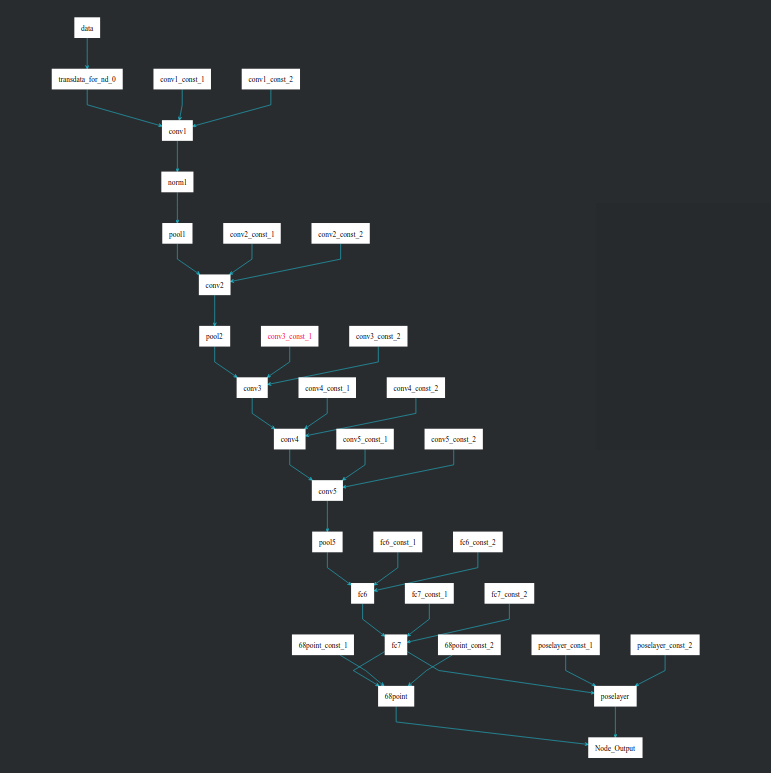 data
transdata_for_nd_0 conv1_const_1 conv1_const_2
conv1
norm1
pool1 conv2_const_1 conv2_const_2
conv2
pool2 conv3_const_1 conv3_const_2
conv3 conv4_const_1 conv4_const_2
conv4 conv5_const_1 conv5_const_2
conv5
pool5 fc6_const_1 fc6_const_2
fc6 fc7_const_1 fc7_const_2
68point_const_1 fc7 68point_const_2 poselayer_const_1 poselayer_const_2
68point poselayer
Node_Output